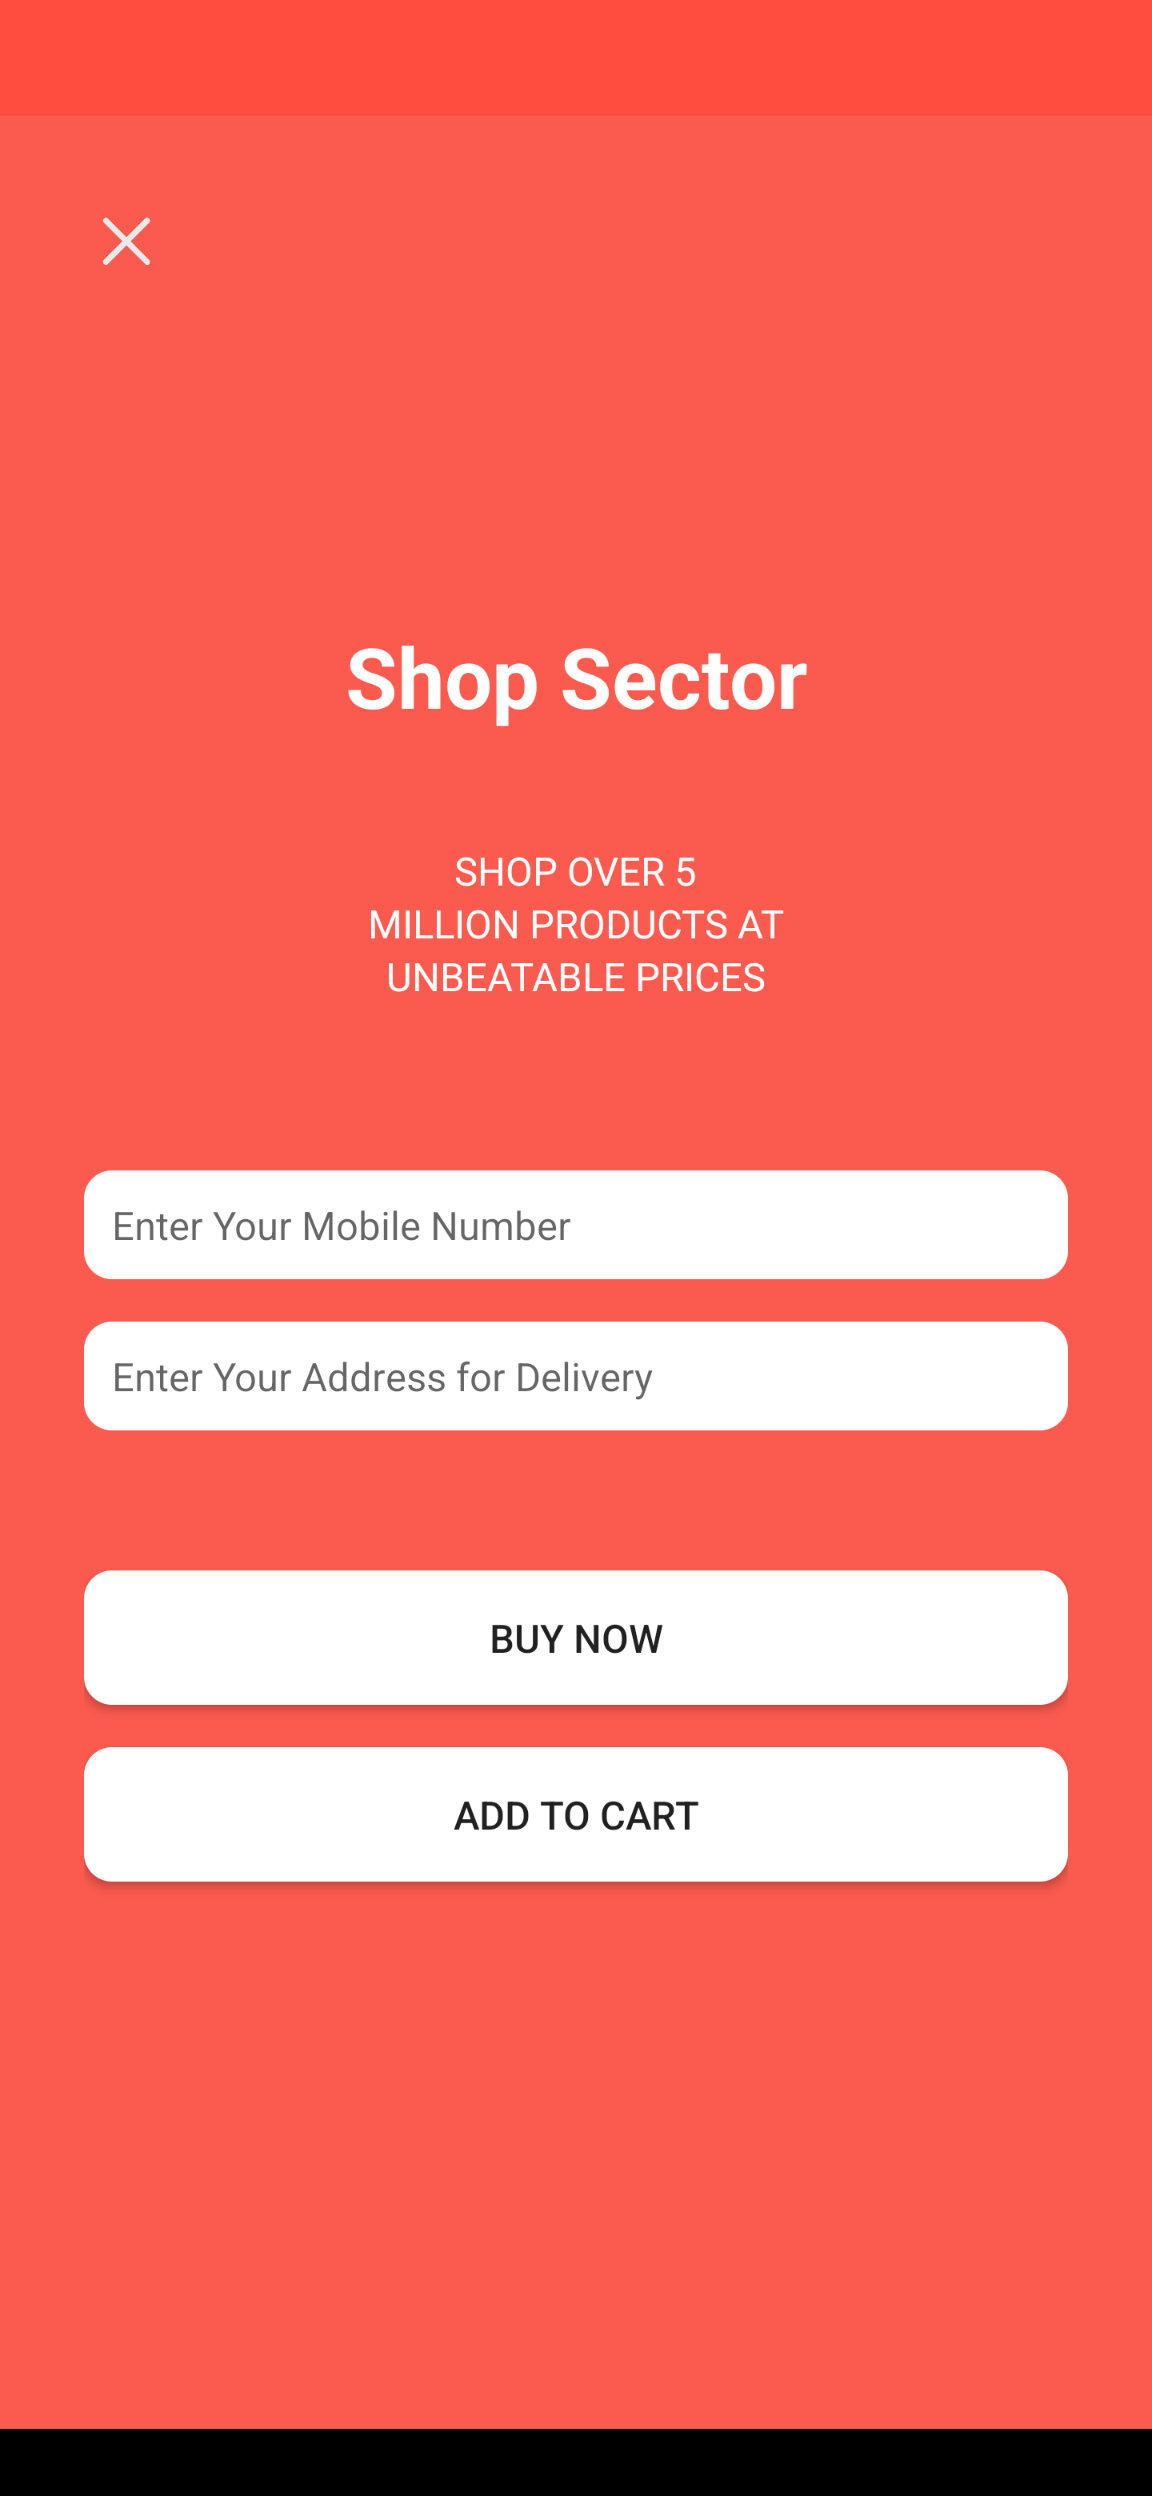 Shop Sector
SHOP OVER 5
MILLION PRODUCTS AT
UNBEATABLE PRICES
Enter Your Mobile Number
Enter Your Address for Delivery
BUY NOW
ADD TO CART